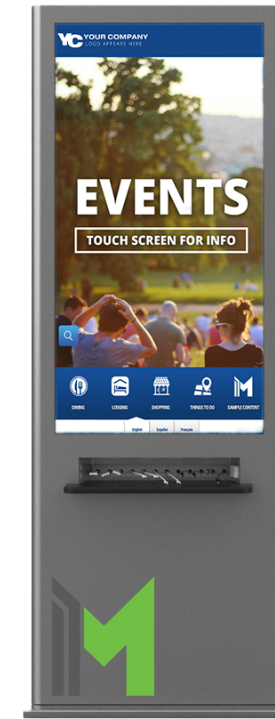 YC YOUR COMPANY
LOGO APPEARS HERE
EVENTS
TOUCH SCREEN FOR INFO
DINING LODGING SHOPPING THINGS TO DO SAMPLE CONTENT
English Español Français